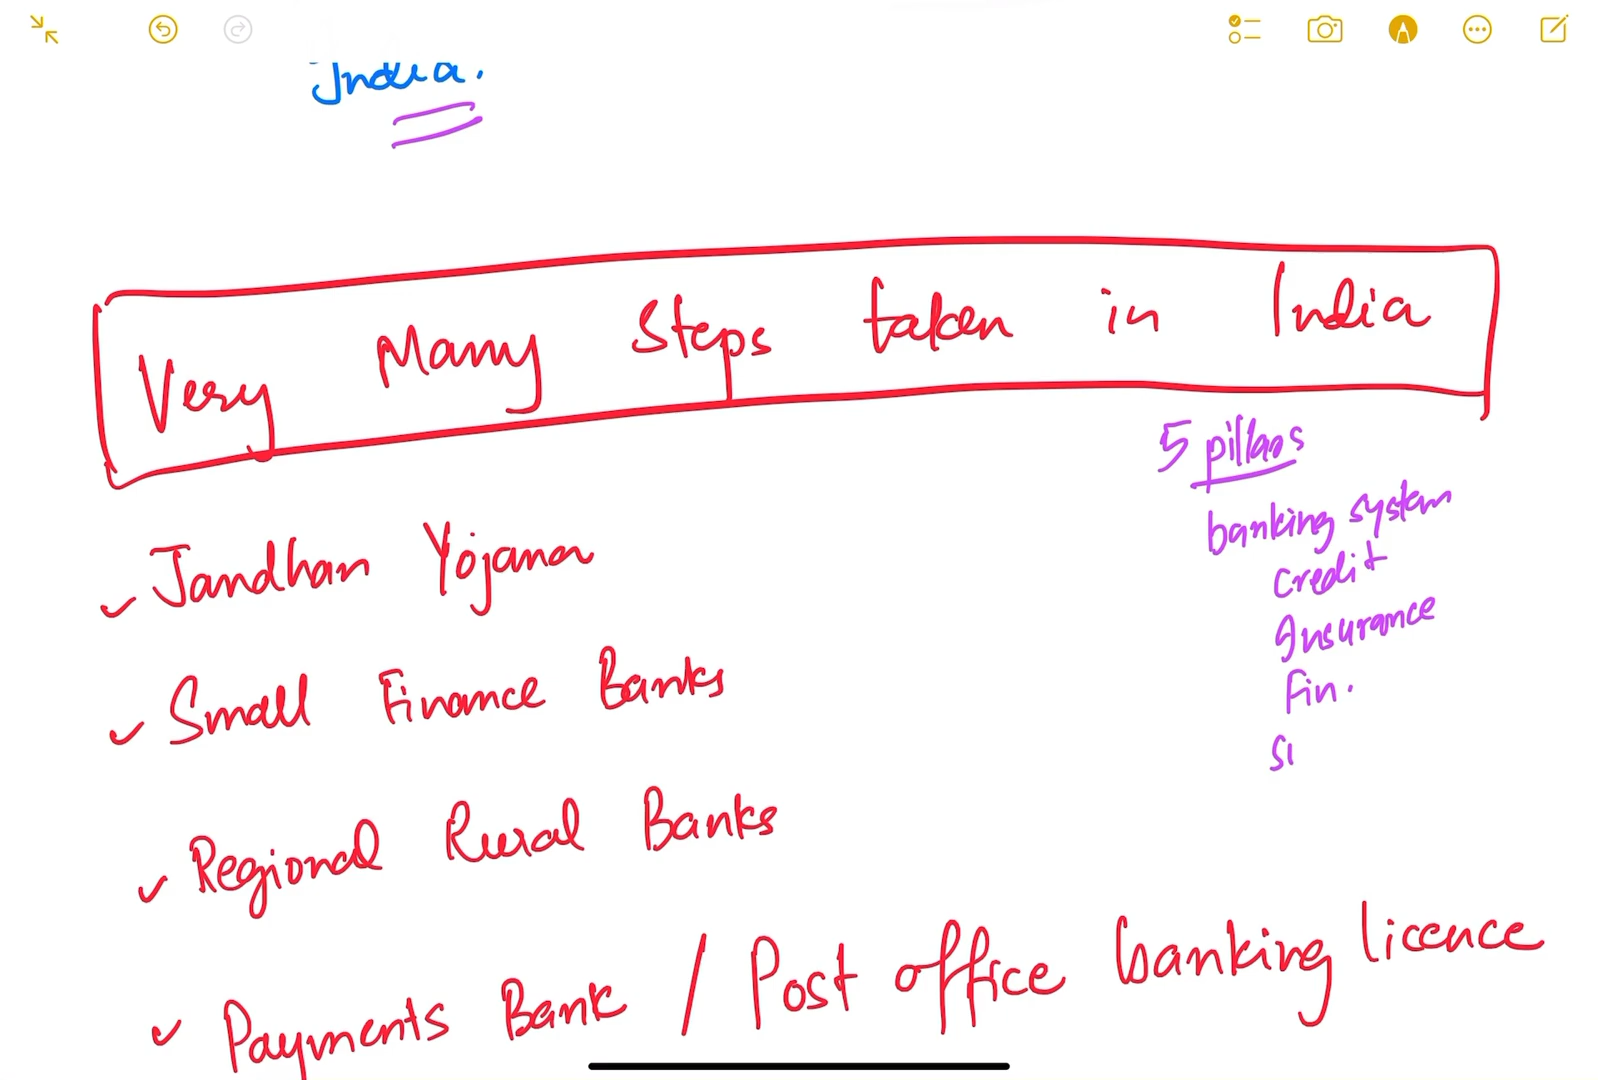 India.
Very Many Steps taken in India
5 pillars
banking system
Credit
Insurance
Fin.
Jandhan Yojana
Small Finance Banks
Regional Rural Banks
Payments Bank / Post office banking licence